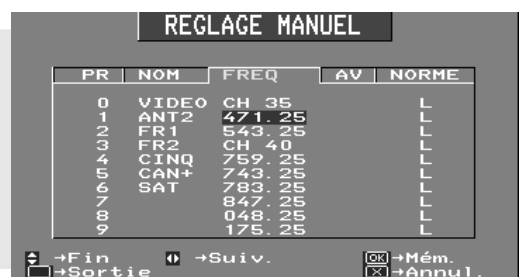 REGLAGE MANUEL
PR NOM FREQ AV NORME
0 VIDEO CH 35 L
1 ANT2 471.25 L
2 FR1 543.25 L
3 FR2 CH 40 L
4 CINQ 759.25 L
5 CAN+ 743.25 L
6 SAT 783.25 L
7 847.25 L
8 048.25 L
9 175.25 L
→Fin →Suiv. OK →Mém.
→Sortie X →Annul.